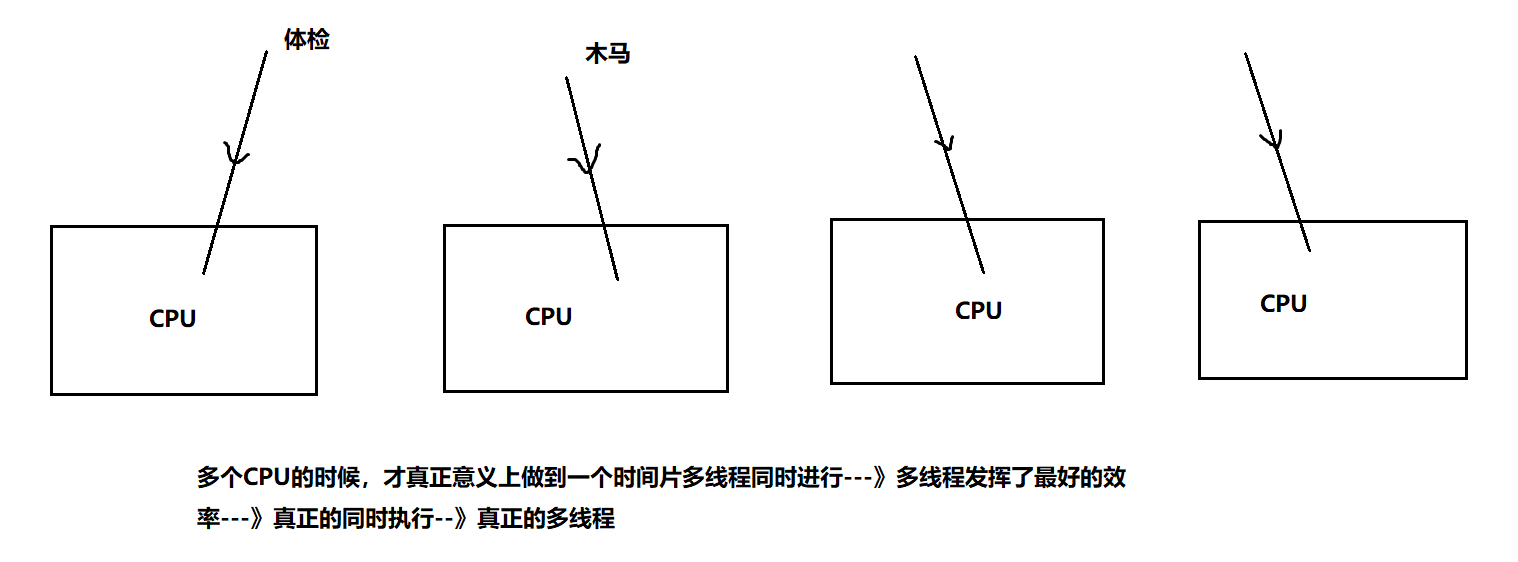 体检
木马
CPU
CPU
CPU
CPU
多个CPU的时候，才真正意义上做到一个时间片多线程同时进行---》多线程发挥了最好的效
率---》真正的同时执行--》真正的多线程